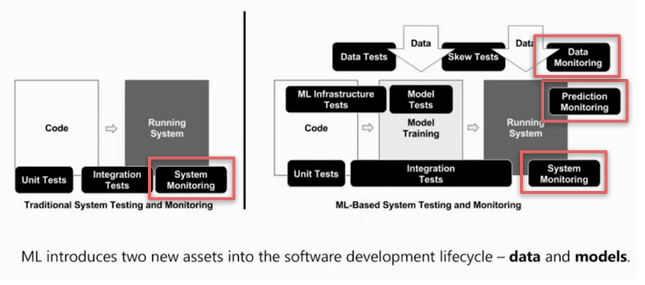 Code
Running
System
Unit Tests
Integration
Tests
System
Monitoring
Traditional System Testing and Monitoring
Data
Data
Data Tests
Skew Tests
Data
Monitoring
ML Infrastructure
Tests
Model
Tests
Prediction
Monitoring
Code
Model
Training
Running
System
Unit Tests
Integration
Tests
System
Monitoring
ML-Based System Testing and Monitoring
ML introduces two new assets into the software development lifecycle – data and models.